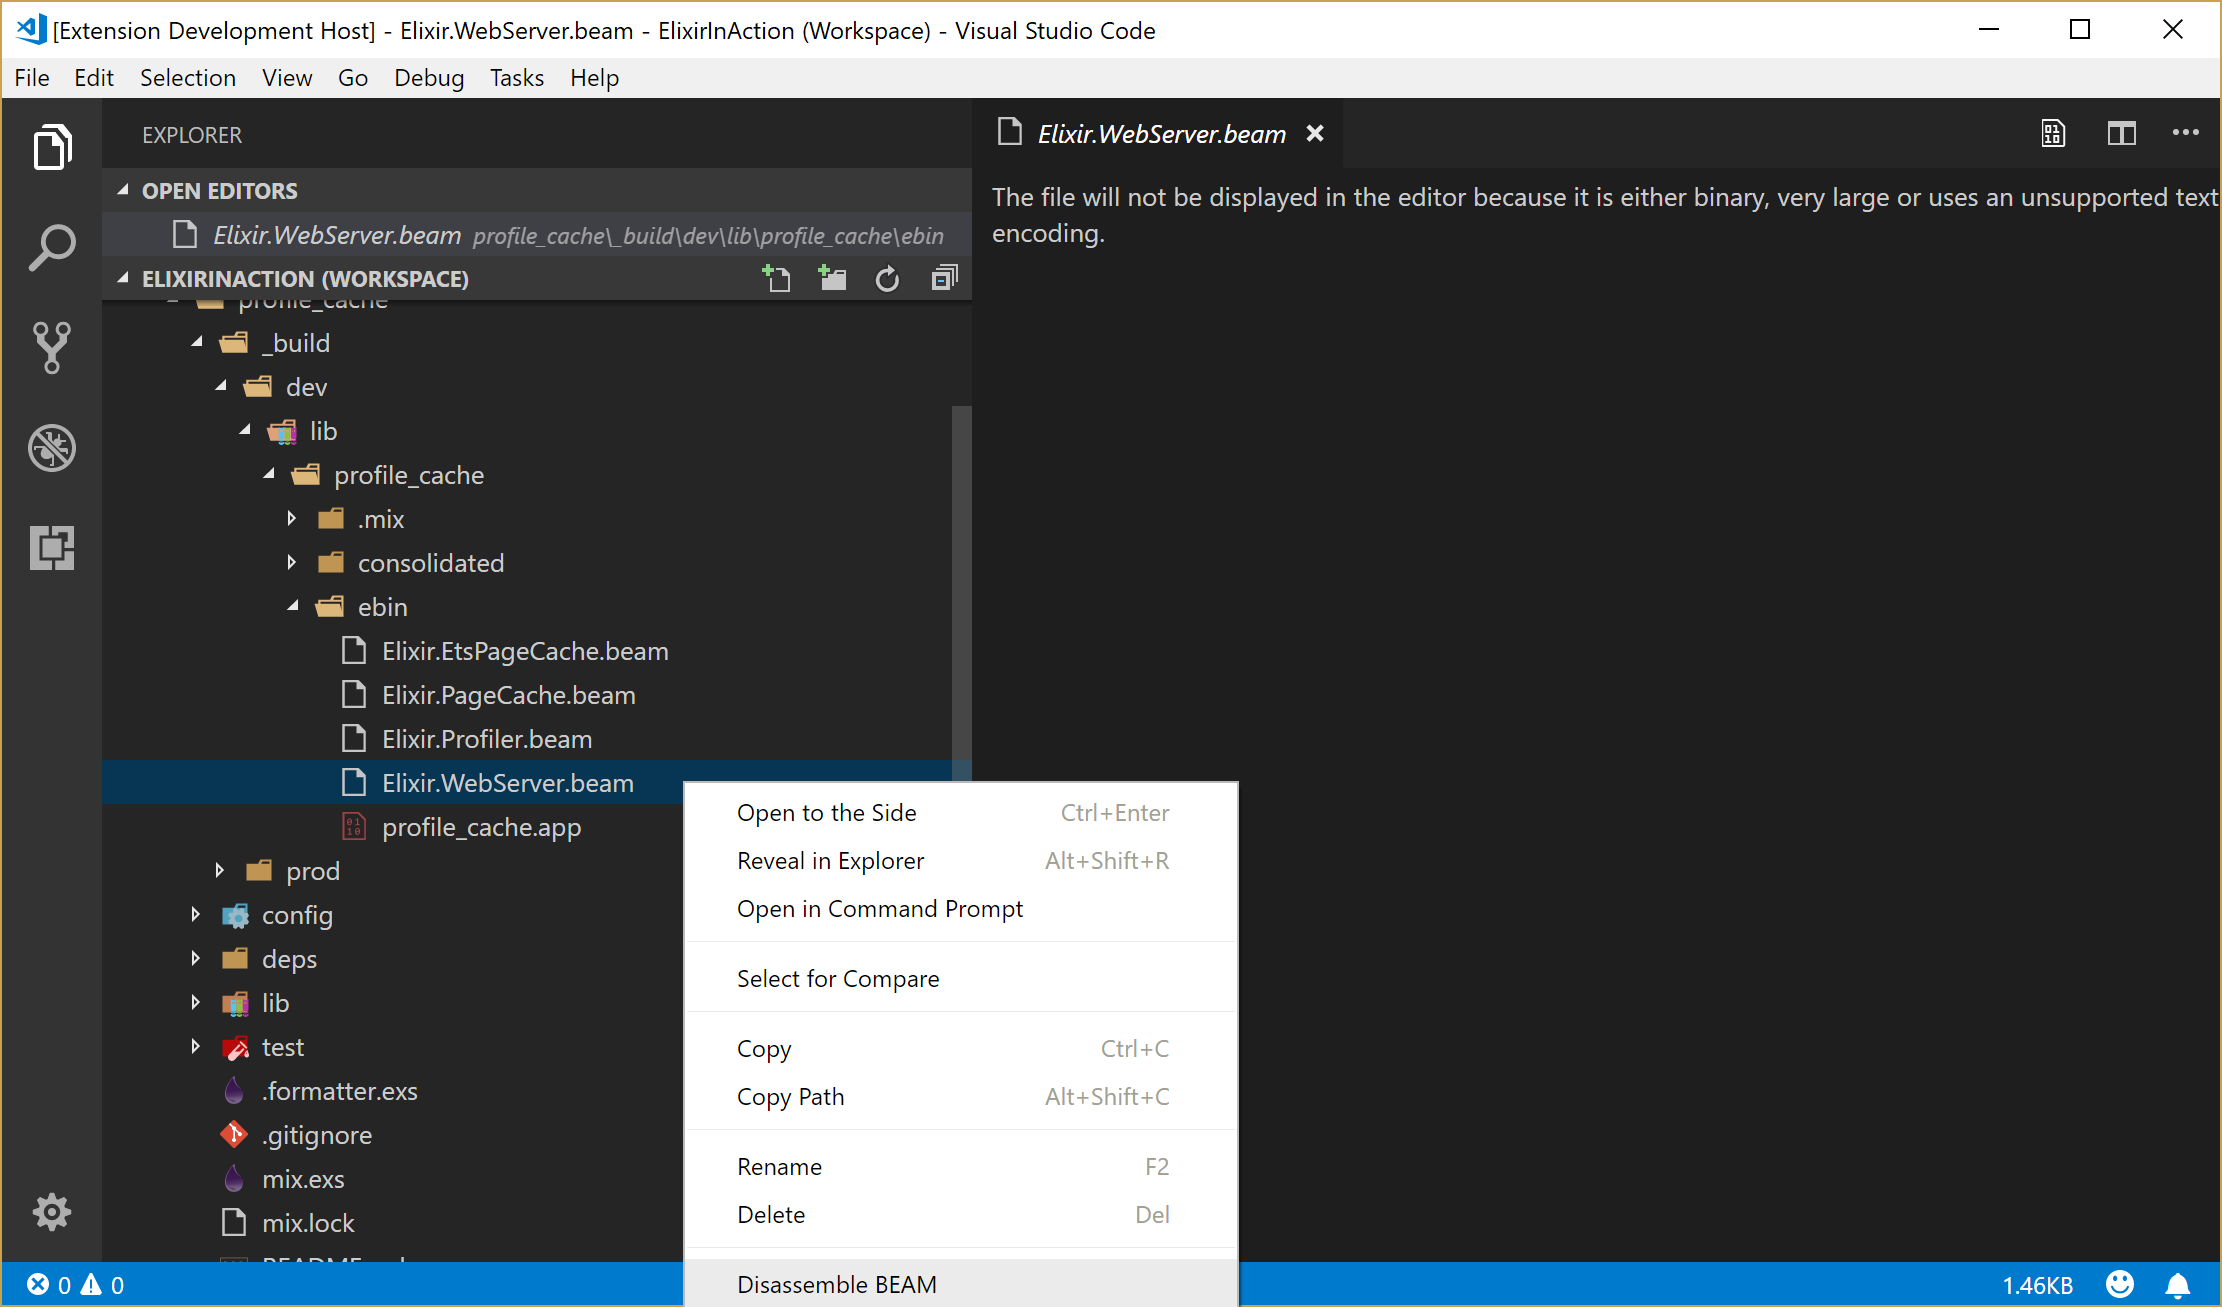 [Extension Development Host] - Elixir.WebServer.beam - ElixirInAction (Workspace) - Visual Studio Code
File Edit Selection View Go Debug Tasks Help
EXPLORER
OPEN EDITORS
Elixir.WebServer.beam profile_cache\_build\dev\lib\profile_cache\ebin
ELIXIRINACTION (WORKSPACE)
profile_cache
_build
dev
lib
profile_cache
.mix
consolidated
ebin
Elixir.EtsPageCache.beam
Elixir.PageCache.beam
Elixir.Profiler.beam
Elixir.WebServer.beam
profile_cache.app
prod
config
deps
lib
test
.formatter.exs
.gitignore
mix.exs
mix.lock
Elixir.WebServer.beam
The file will not be displayed in the editor because it is either binary, very large or uses an unsupported text
encoding.
Open to the Side Ctrl+Enter
Reveal in Explorer Alt+Shift+R
Open in Command Prompt
Select for Compare
Copy Ctrl+C
Copy Path Alt+Shift+C
Rename F2
Delete Del
Disassemble BEAM
0 0
1.46KB